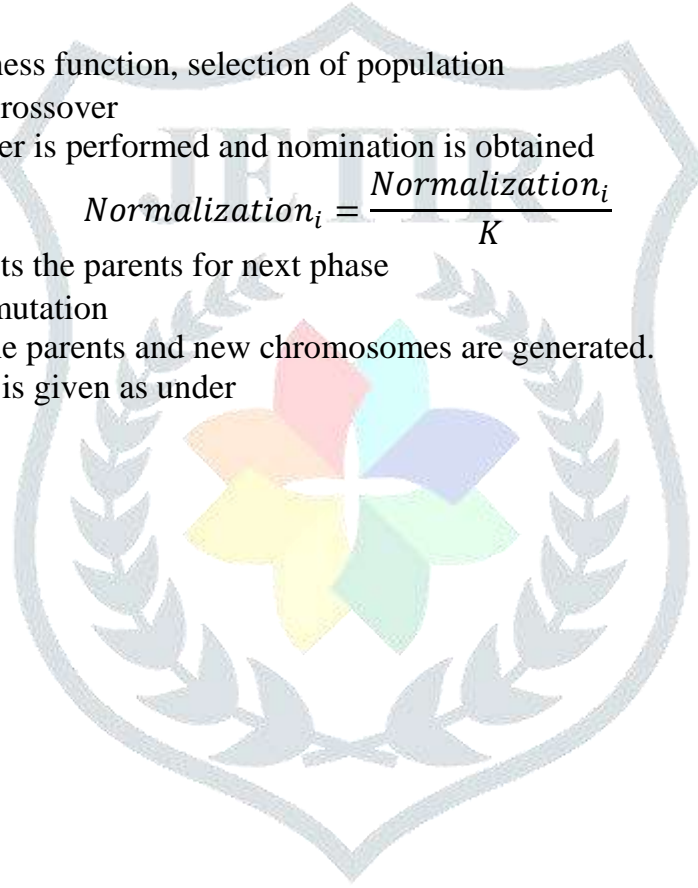 ness function, selection of population
rossover
er is performed and nomination is obtained
Normalization_i = Normalization_i / K
ts the parents for next phase
mutation
e parents and new chromosomes are generated.
is given as under
JETIR